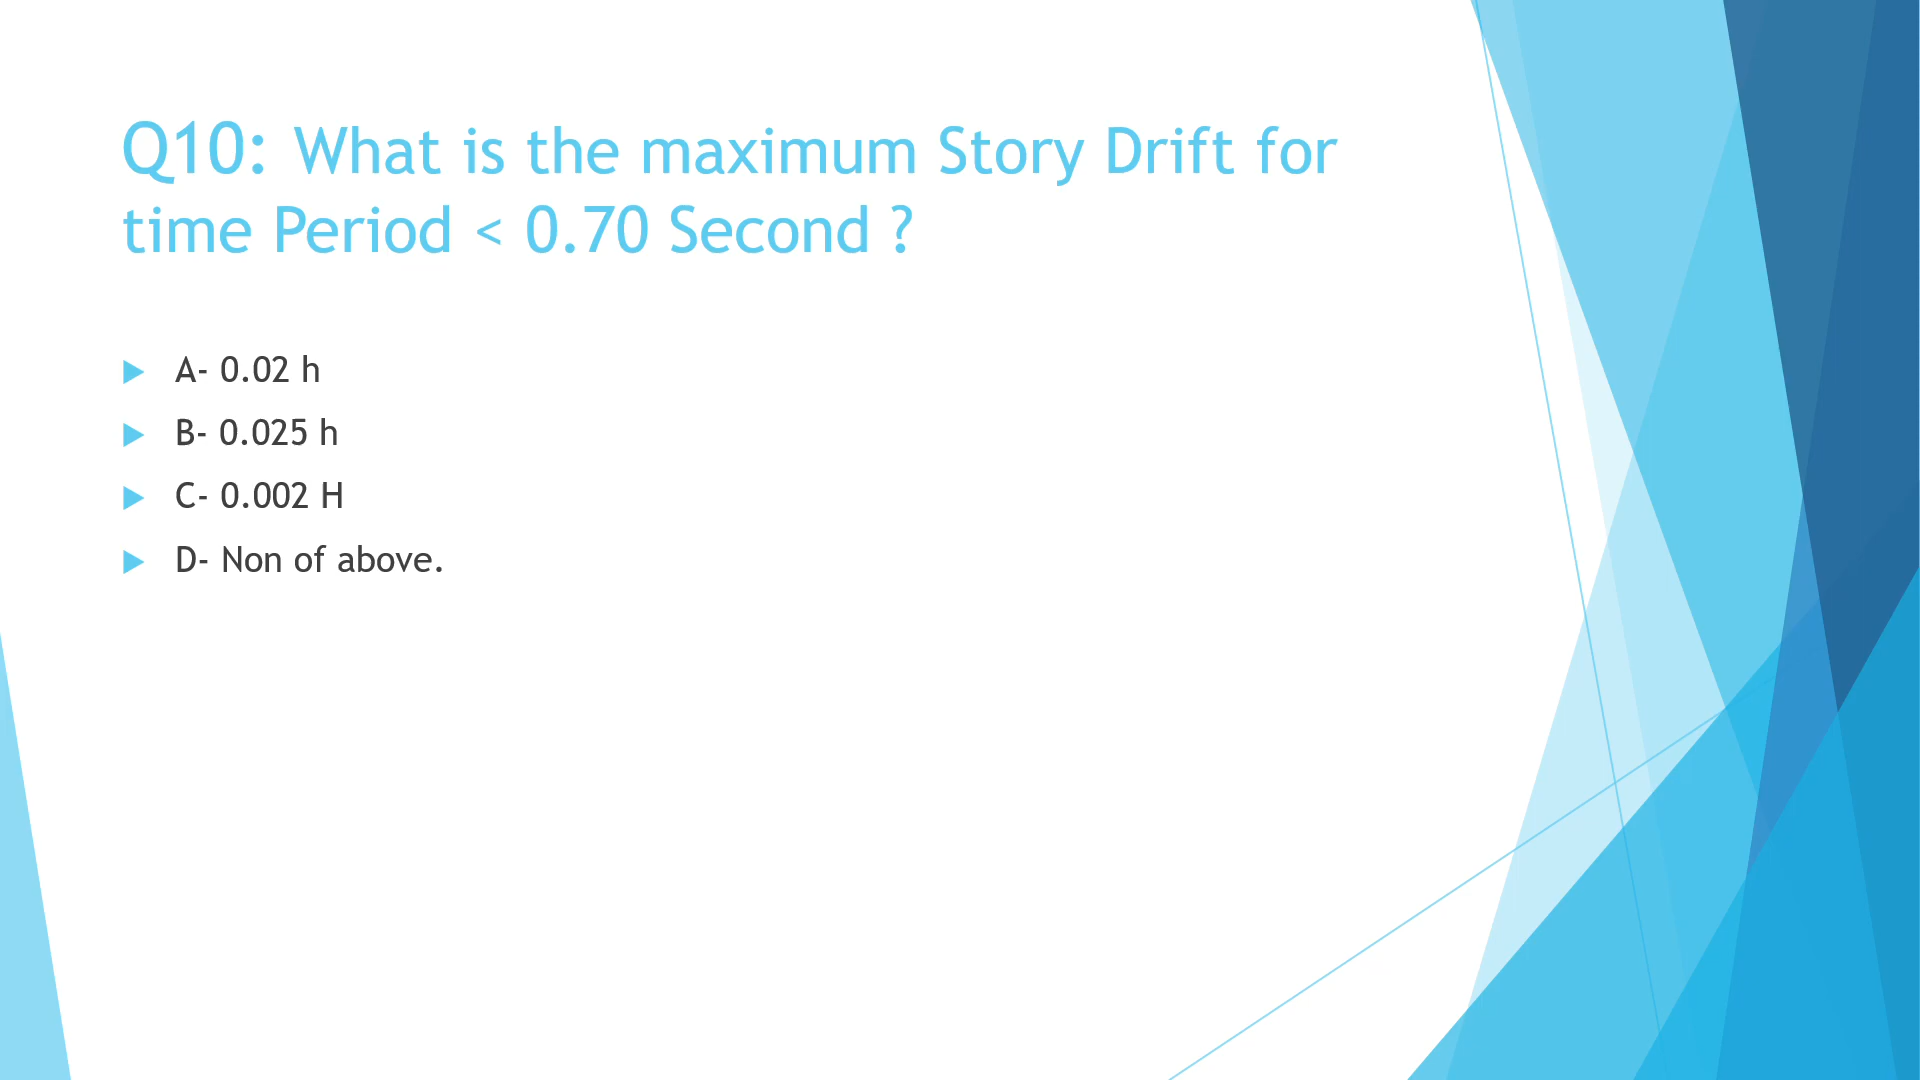 Q10: What is the maximum Story Drift for
time Period < 0.70 Second ?
A- 0.02 h
B- 0.025 h
C- 0.002 H
D- Non of above.